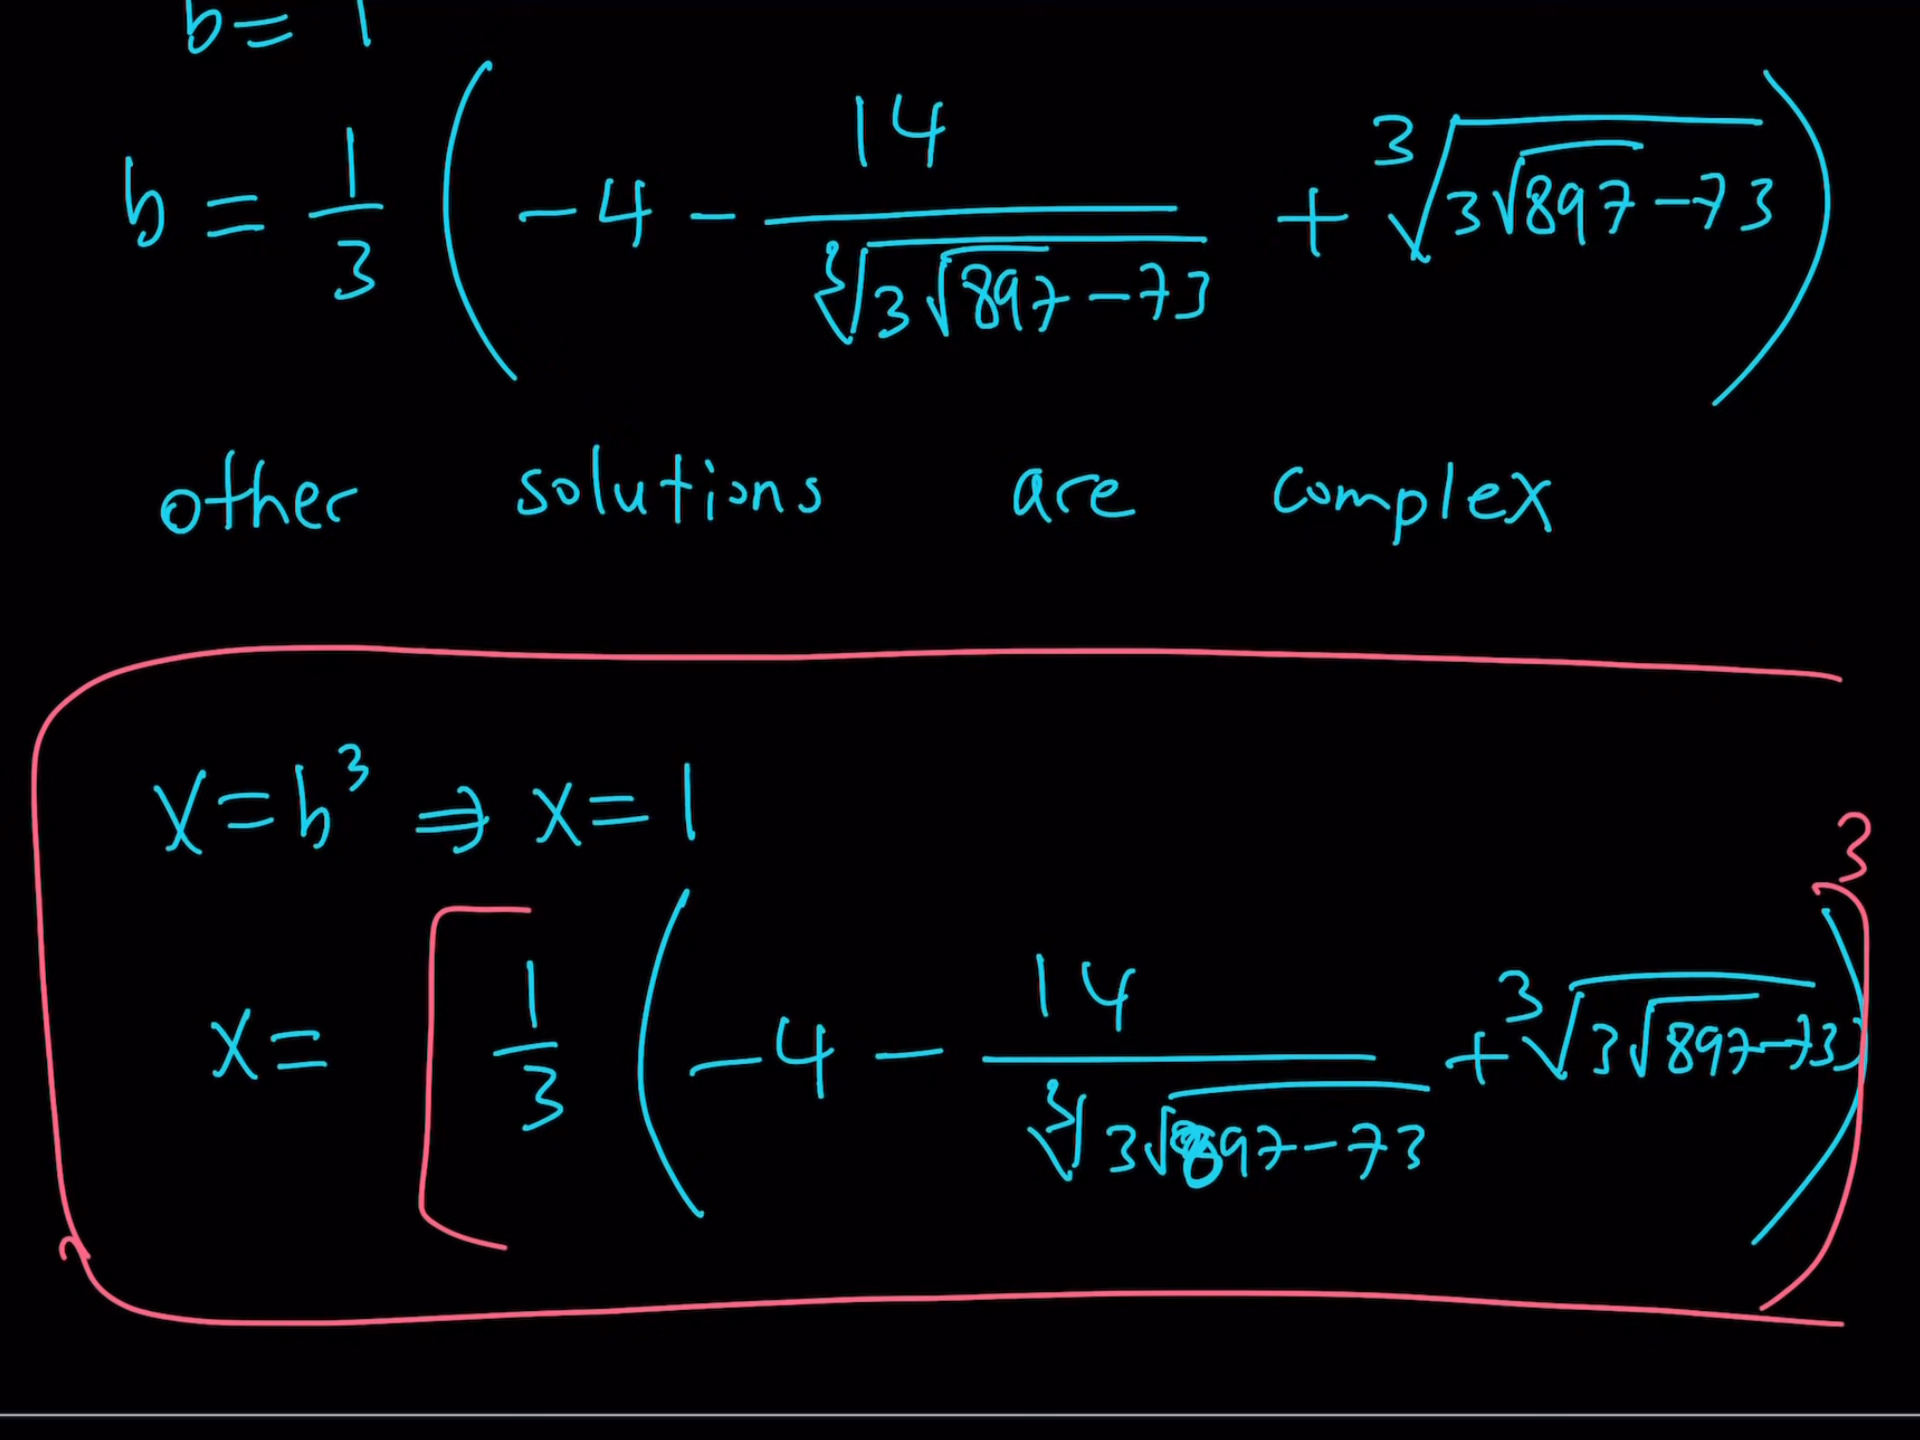 b = 1
b = 1/3 ( -4 - 14/∛(3√897 - 73) + ∛(3√897 - 73) )
other solutions are complex
x = b³ ⇒ x = 1
x = [ 1/3 ( -4 - 14/∛(3√897 - 73) + ∛(3√897 - 73) ) ]³